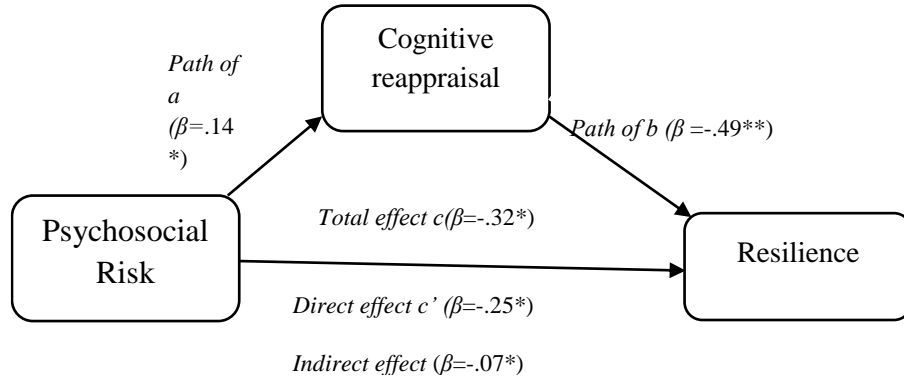 Cognitive
reappraisal
Path of
a
(β=.14
*)
Path of b (β =-.49**)
Psychosocial
Risk
Total effect c(β=-.32*)
Resilience
Direct effect c’ (β=-.25*)
Indirect effect (β=-.07*)